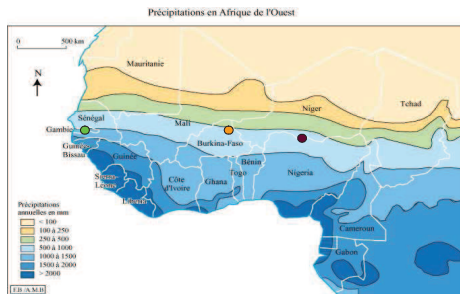 Précipitations en Afrique de l'Ouest
0 500 km
N
Mauritanie
Niger
Tchad
Sénégal
Mali
Gambie
Burkina-Faso
Guinée
Bissau
Guinée
Bénin
Sierra-
Léone
Côte
d'Ivoire
Ghana
Togo
Nigeria
Libéria
Cameroun
Gabon
Précipitations
annuelles en mm
< 100
100 à 250
250 à 500
500 à 1000
1000 à 1500
1500 à 2000
> 2000
F.B /A.M.B